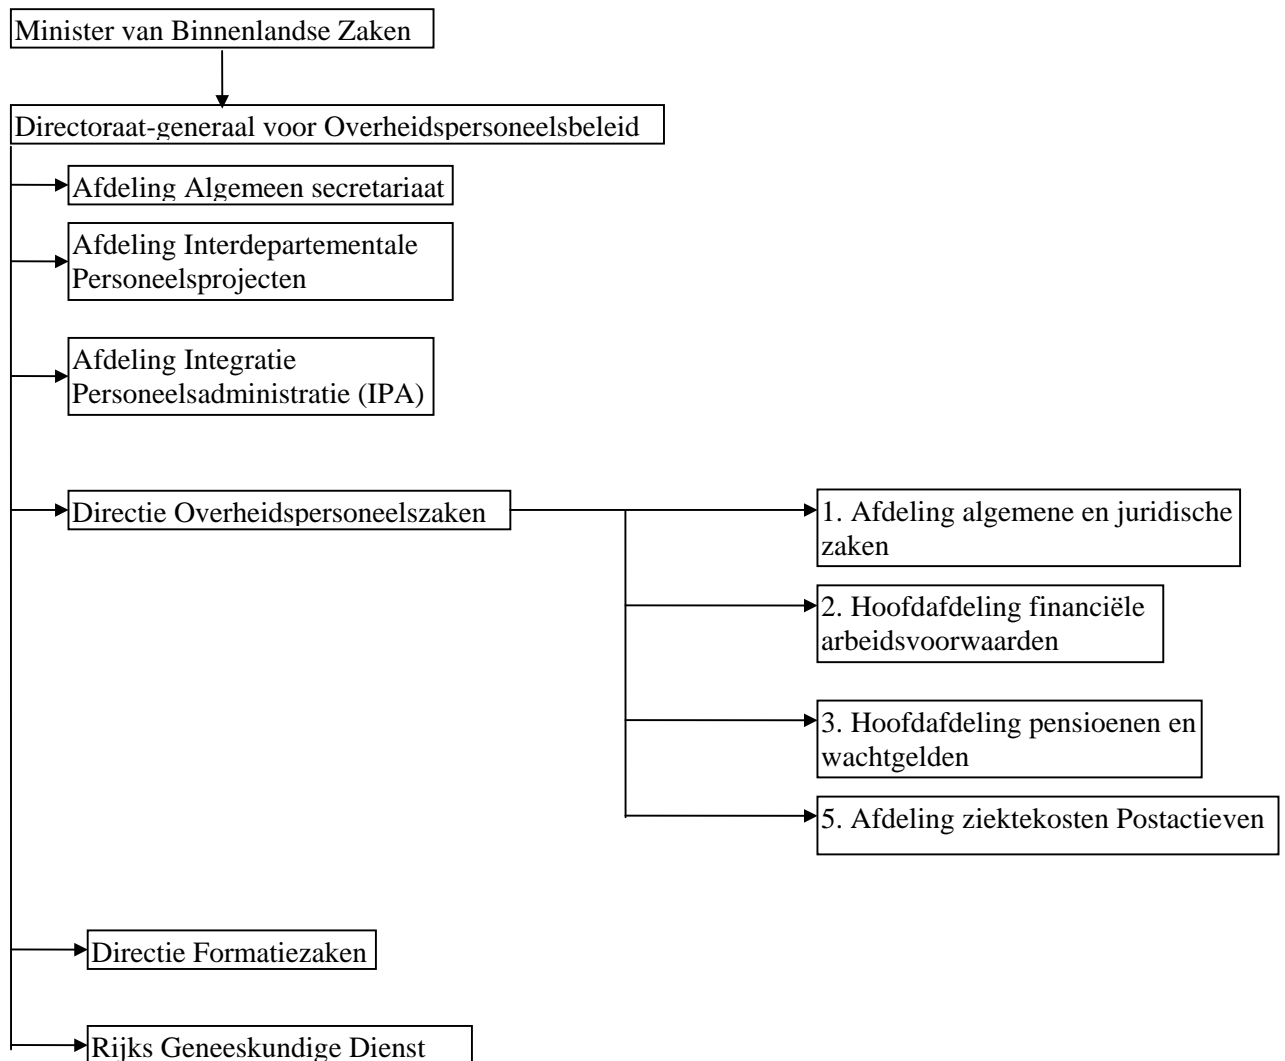 Minister van Binnenlandse Zaken
Directoraat-generaal voor Overheidspersoneelsbeleid
Afdeling Algemeen secretariaat
Afdeling Interdepartementale
Personeelsprojecten
Afdeling Integratie
Personeelsadministratie (IPA)
Directie Overheidspersoneelszaken
1. Afdeling algemene en juridische
zaken
2. Hoofdafdeling financiële
arbeidsvoorwaarden
3. Hoofdafdeling pensioenen en
wachtgelden
5. Afdeling ziektekosten Postactieven
Directie Formatiezaken
Rijks Geneeskundige Dienst